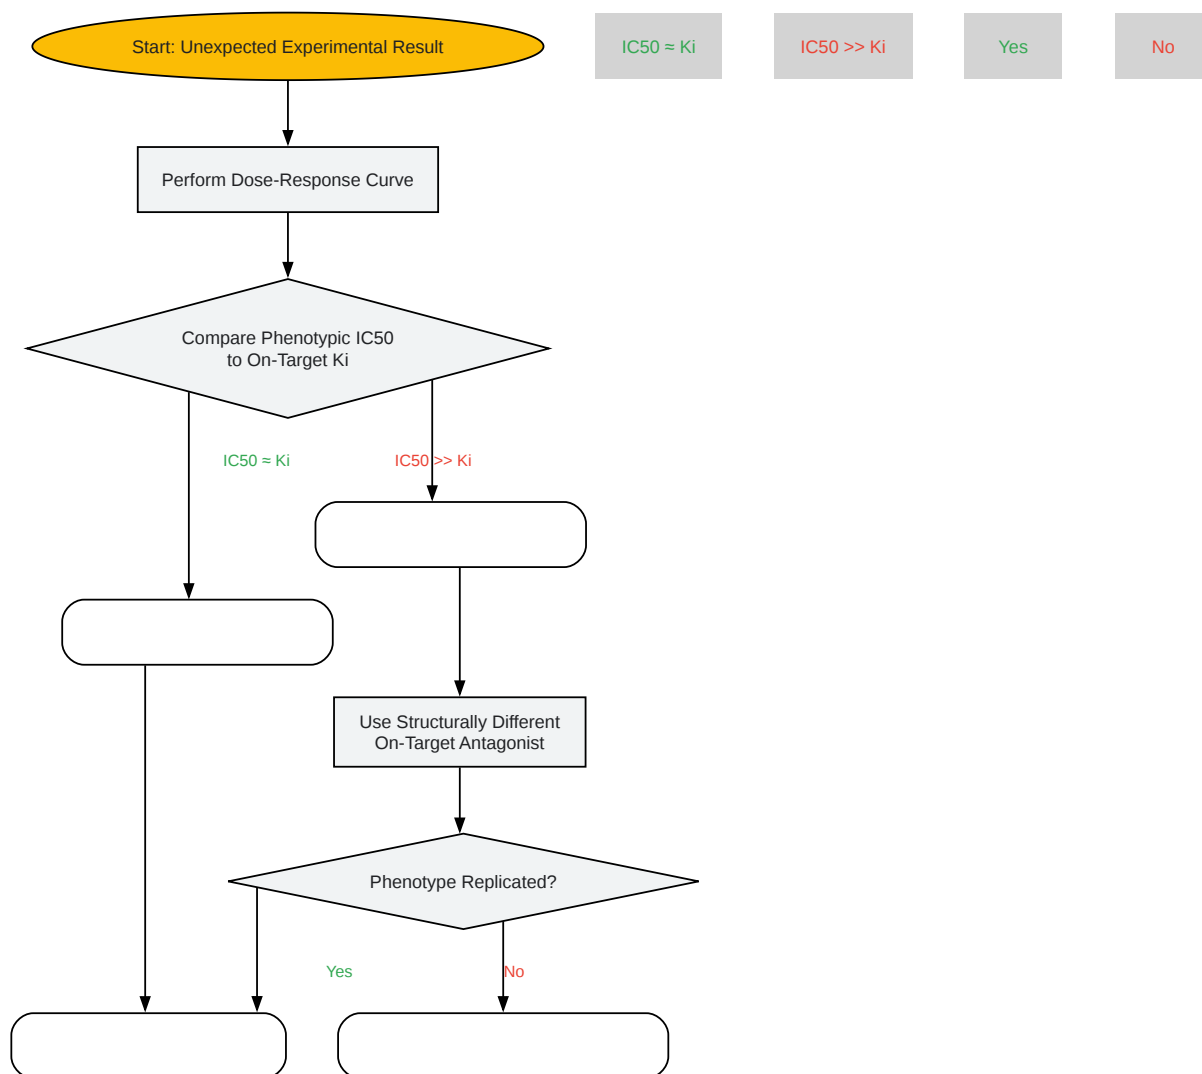 Start: Unexpected Experimental Result
IC50 ≈ Ki
IC50 >> Ki
Yes
No
Perform Dose-Response Curve
Compare Phenotypic IC50
to On-Target Ki
IC50 ≈ Ki
IC50 >> Ki
Use Structurally Different
On-Target Antagonist
Phenotype Replicated?
Yes
No